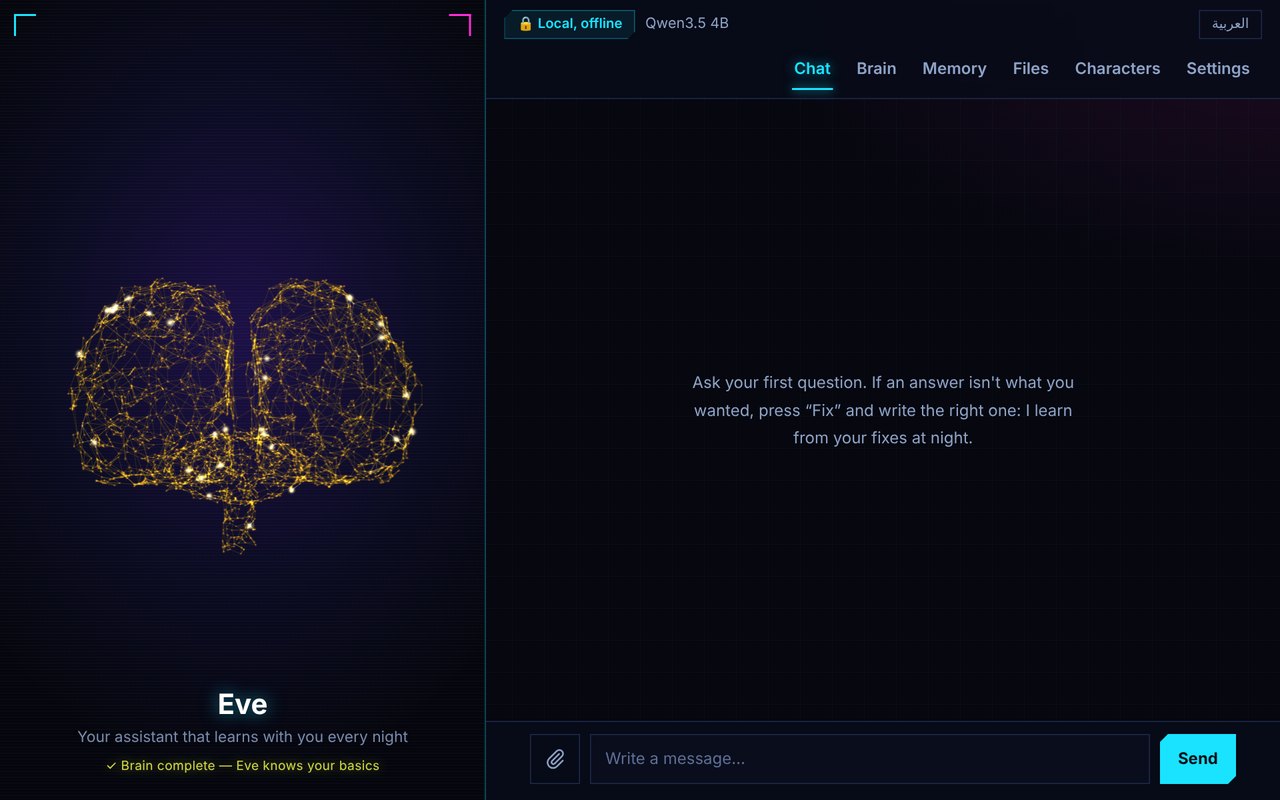 🔒 Local, offline
Qwen3.5 4B
العربية
Chat
Brain
Memory
Files
Characters
Settings
Ask your first question. If an answer isn't what you
wanted, press “Fix” and write the right one: I learn
from your fixes at night.
Eve
Your assistant that learns with you every night
✓ Brain complete — Eve knows your basics
Write a message...
Send